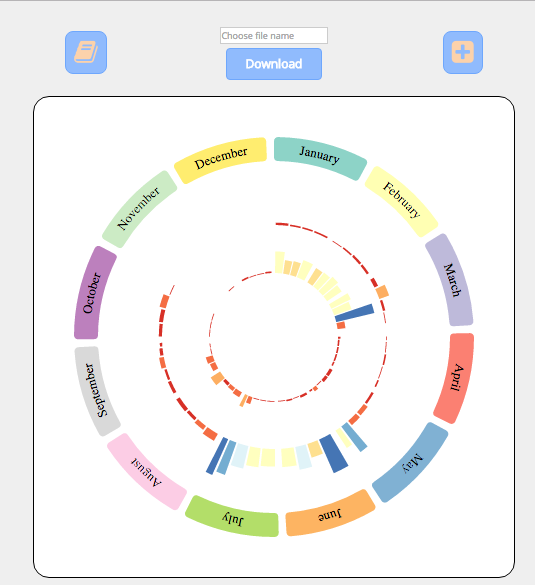 Choose file name
Download
January
February
March
April
May
June
July
August
September
October
November
December